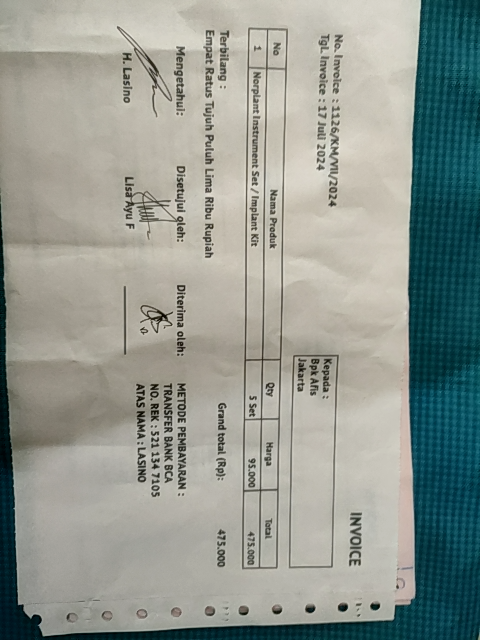 INVOICE
No. Invoice : 1126/KM/VII/2024
Tgl. Invoice : 17 Juli 2024
Kepada :
Bpk Afis
Jakarta
No Nama Produk Qty Harga Total
1 Norplant Instrument Set / Implant Kit 5 Set 95.000 475.000
Grand total (Rp): 475.000
Terbilang :
Empat Ratus Tujuh Puluh Lima Ribu Rupiah
Mengetahui: Disetujui oleh: Diterima oleh:
H. Lasino Lisa Ayu F
METODE PEMBAYARAN :
TRANSFER BANK BCA
NO. REK : 521 134 7105
ATAS NAMA : LASINO